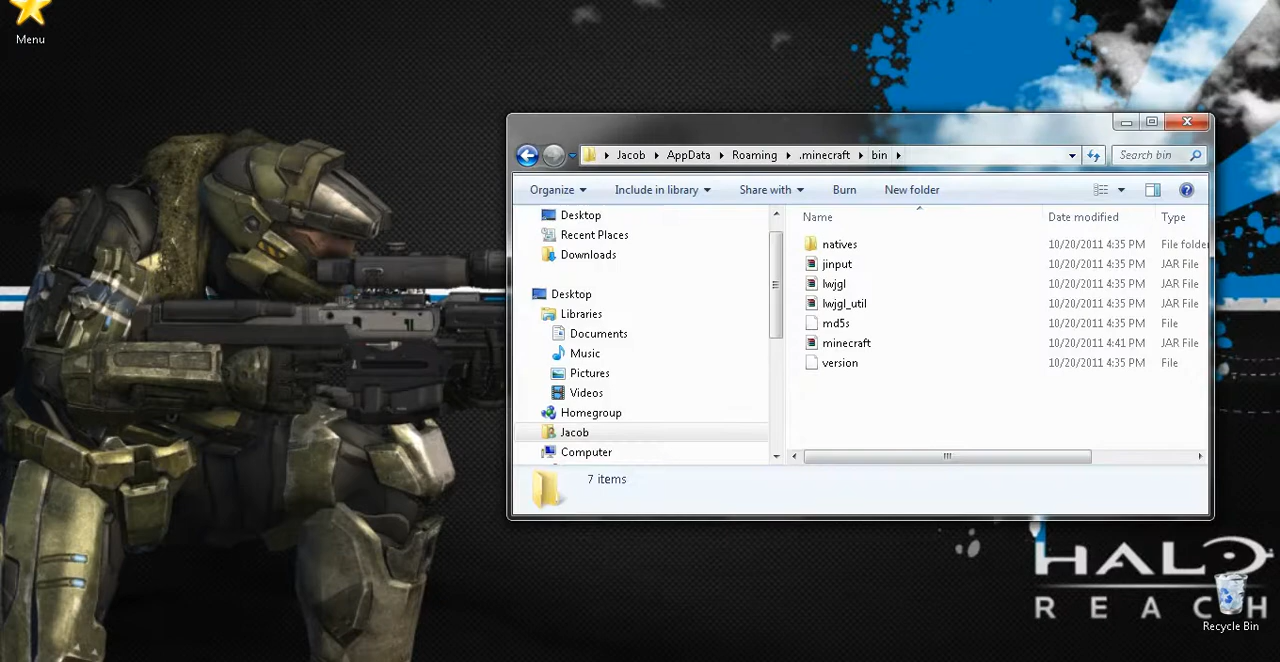 Menu
Jacob AppData Roaming .minecraft bin
Search bin
Organize Include in library Share with Burn New folder
Desktop
Recent Places
Downloads
Desktop
Libraries
Documents
Music
Pictures
Videos
Homegroup
Jacob
Computer
Name Date modified Type
natives 10/20/2011 4:35 PM File folder
jinput 10/20/2011 4:35 PM JAR File
lwjgl 10/20/2011 4:35 PM JAR File
lwjgl_util 10/20/2011 4:35 PM JAR File
md5s 10/20/2011 4:35 PM File
minecraft 10/20/2011 4:41 PM JAR File
version 10/20/2011 4:35 PM File
7 items
HALO
REACH
Recycle Bin